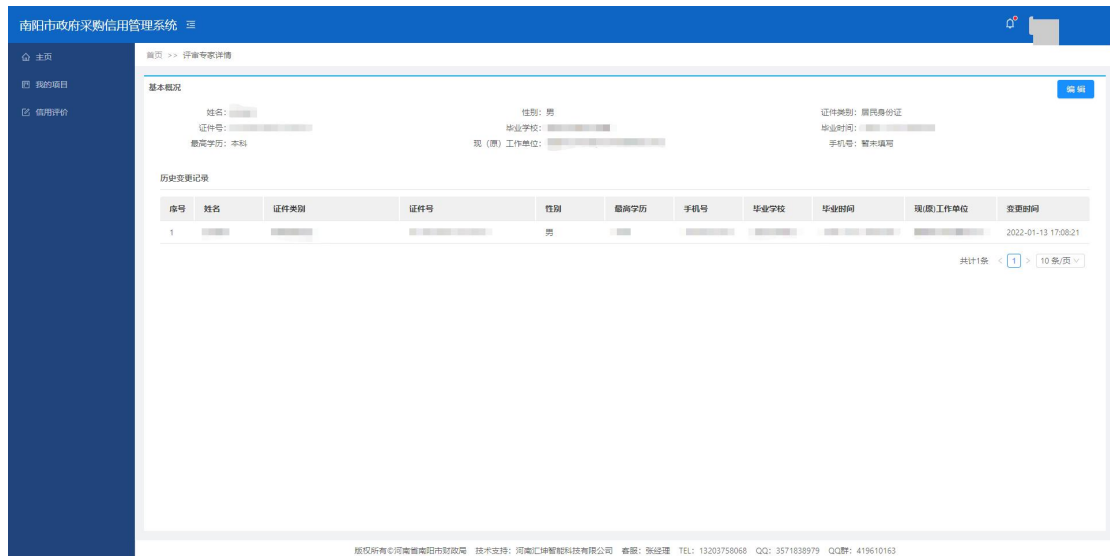 南阳市政府采购信用管理系统
主页
我的项目
信用评价
首页 >> 评审专家详情
基本概况
编 辑
姓名: 性别: 男 证件类别: 居民身份证
证件号: 毕业学校: 毕业时间:
最高学历: 本科 现 (原) 工作单位: 手机号: 暂未填写
历史变更记录
序号 姓名 证件类别 证件号 性别 最高学历 手机号 毕业学校 毕业时间 现(原)工作单位 变更时间
1 男 2022-01-13 17:08:21
共计1条 < 1 > 10 条/页
版权所有©河南省南阳市财政局 技术支持: 河南汇坤智能科技有限公司 客服: 张经理 TEL: 13203758068 QQ: 3571838979 QQ群: 419610163